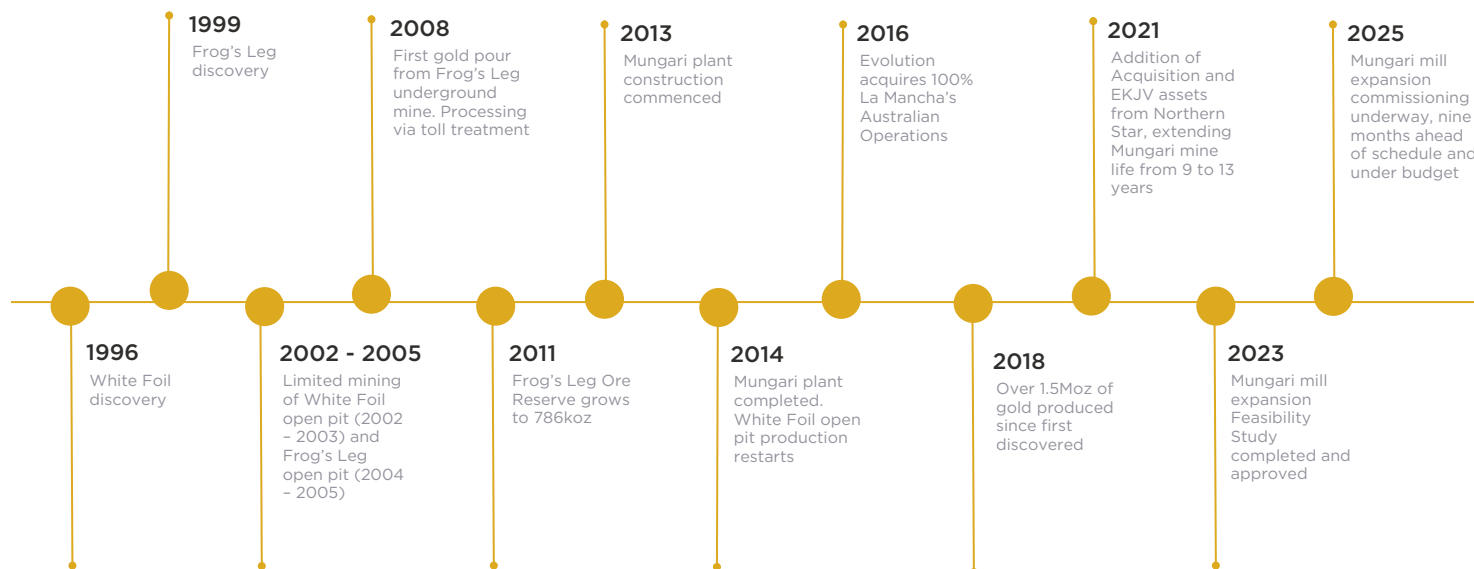 1999
Frog's Leg
discovery
2008
First gold pour
from Frog's Leg
underground
mine. Processing
via toll treatment
2013
Mungari plant
construction
commenced
2016
Evolution
acquires 100%
La Mancha's
Australian
Operations
2021
Addition of
Acquisition and
EKJV assets
from Northern
Star, extending
Mungari mine
life from 9 to 13
years
2025
Mungari mill
expansion
commissioning
underway, nine
months ahead
of schedule and
under budget
1996
White Foil
discovery
2002 - 2005
Limited mining
of White Foil
open pit (2002
– 2003) and
Frog's Leg
open pit (2004
– 2005)
2011
Frog's Leg Ore
Reserve grows
to 786koz
2014
Mungari plant
completed.
White Foil open
pit production
restarts
2018
Over 1.5Moz of
gold produced
since first
discovered
2023
Mungari mill
expansion
Feasibility
Study
completed and
approved